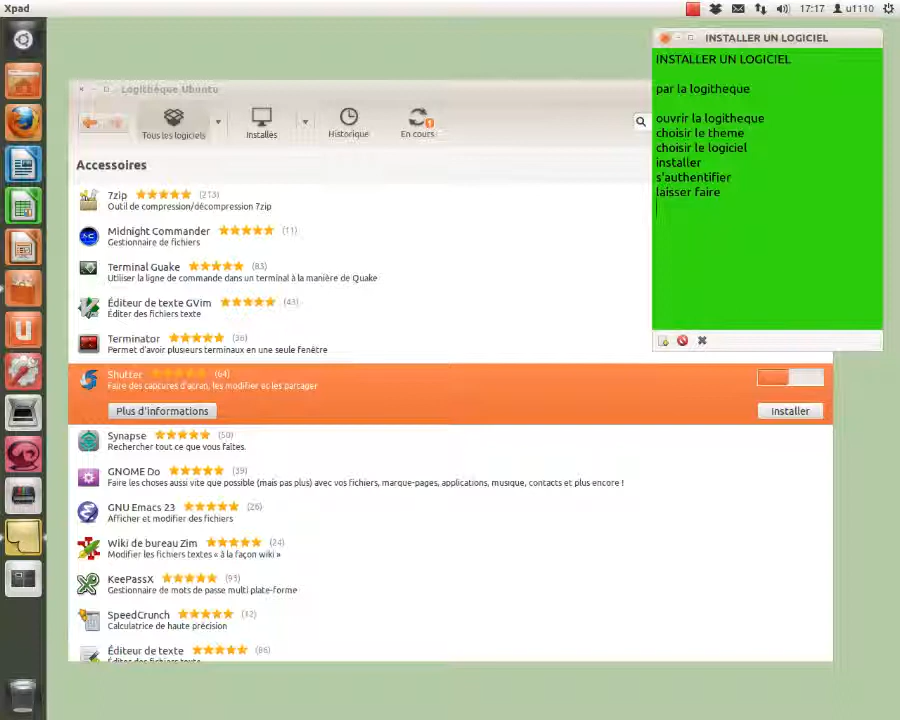 Xpad
17:17
u1110
Logithèque Ubuntu
Tous les logiciels
Installés
Historique
En cours
Accessoires
7zip (213)
Outil de compression/décompression 7zip
Midnight Commander (11)
Gestionnaire de fichiers
Terminal Guake (83)
Utiliser la ligne de commande dans un terminal à la manière de Quake
Éditeur de texte GVim (43)
Éditer des fichiers texte
Terminator (36)
Permet d'avoir plusieurs terminaux en une seule fenêtre
Shutter (64)
Faire des captures d'écran, les modifier et les partager
Plus d'informations
Installer
Synapse (50)
Rechercher tout ce que vous faîtes.
GNOME Do (39)
Faire les choses aussi vite que possible (mais pas plus) avec vos fichiers, marque-pages, applications, musique, contacts et plus encore !
GNU Emacs 23 (26)
Afficher et modifier des fichiers
Wiki de bureau Zim (24)
Modifier les fichiers textes « à la façon wiki »
KeePassX (93)
Gestionnaire de mots de passe multi plate-forme
SpeedCrunch (12)
Calculatrice de haute précision
Éditeur de texte (86)
Éditer des fichiers texte
INSTALLER UN LOGICIEL
INSTALLER UN LOGICIEL
par la logitheque
ouvrir la logitheque
choisir le theme
choisir le logiciel
installer
s'authentifier
laisser faire